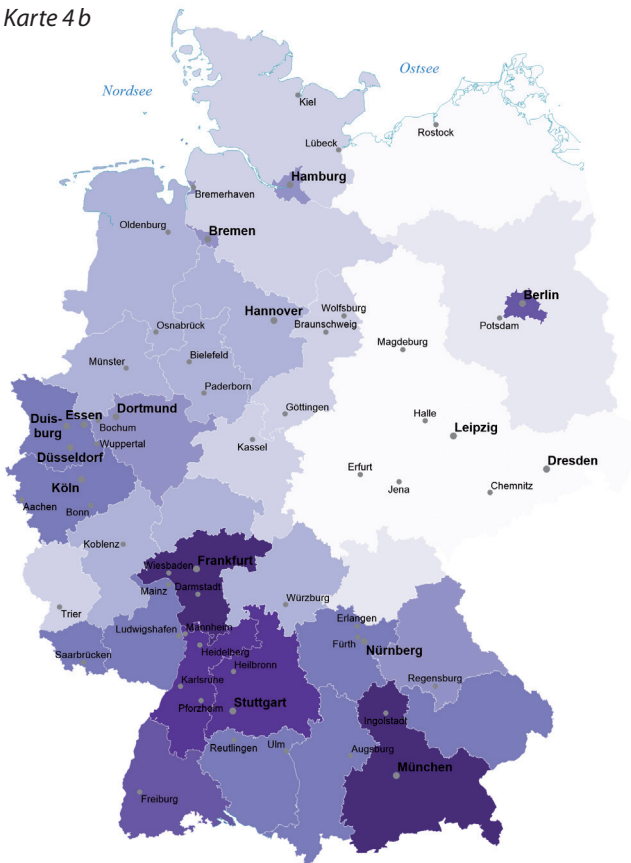 Karte 4 b
Ostsee
Nordsee
Kiel
Rostock
Lübeck
Hamburg
Bremerhaven
Oldenburg
Bremen
Berlin
Wolfsburg
Hannover
Potsdam
Braunschweig
Osnabrück
Magdeburg
Bielefeld
Münster
Paderborn
Göttingen
Dortmund
Essen
Duis-
burg
Bochum
Halle
Leipzig
Wuppertal
Kassel
Düsseldorf
Dresden
Erfurt
Köln
Jena
Chemnitz
Aachen
Bonn
Koblenz
Frankfurt
Wiesbaden
Darmstadt
Mainz
Würzburg
Trier
Erlangen
Mannheim
Ludwigshafen
Fürth
Nürnberg
Heidelberg
Saarbrücken
Heilbronn
Karlsruhe
Regensburg
Stuttgart
Pforzheim
Ingolstadt
Reutlingen
Ulm
Augsburg
München
Freiburg